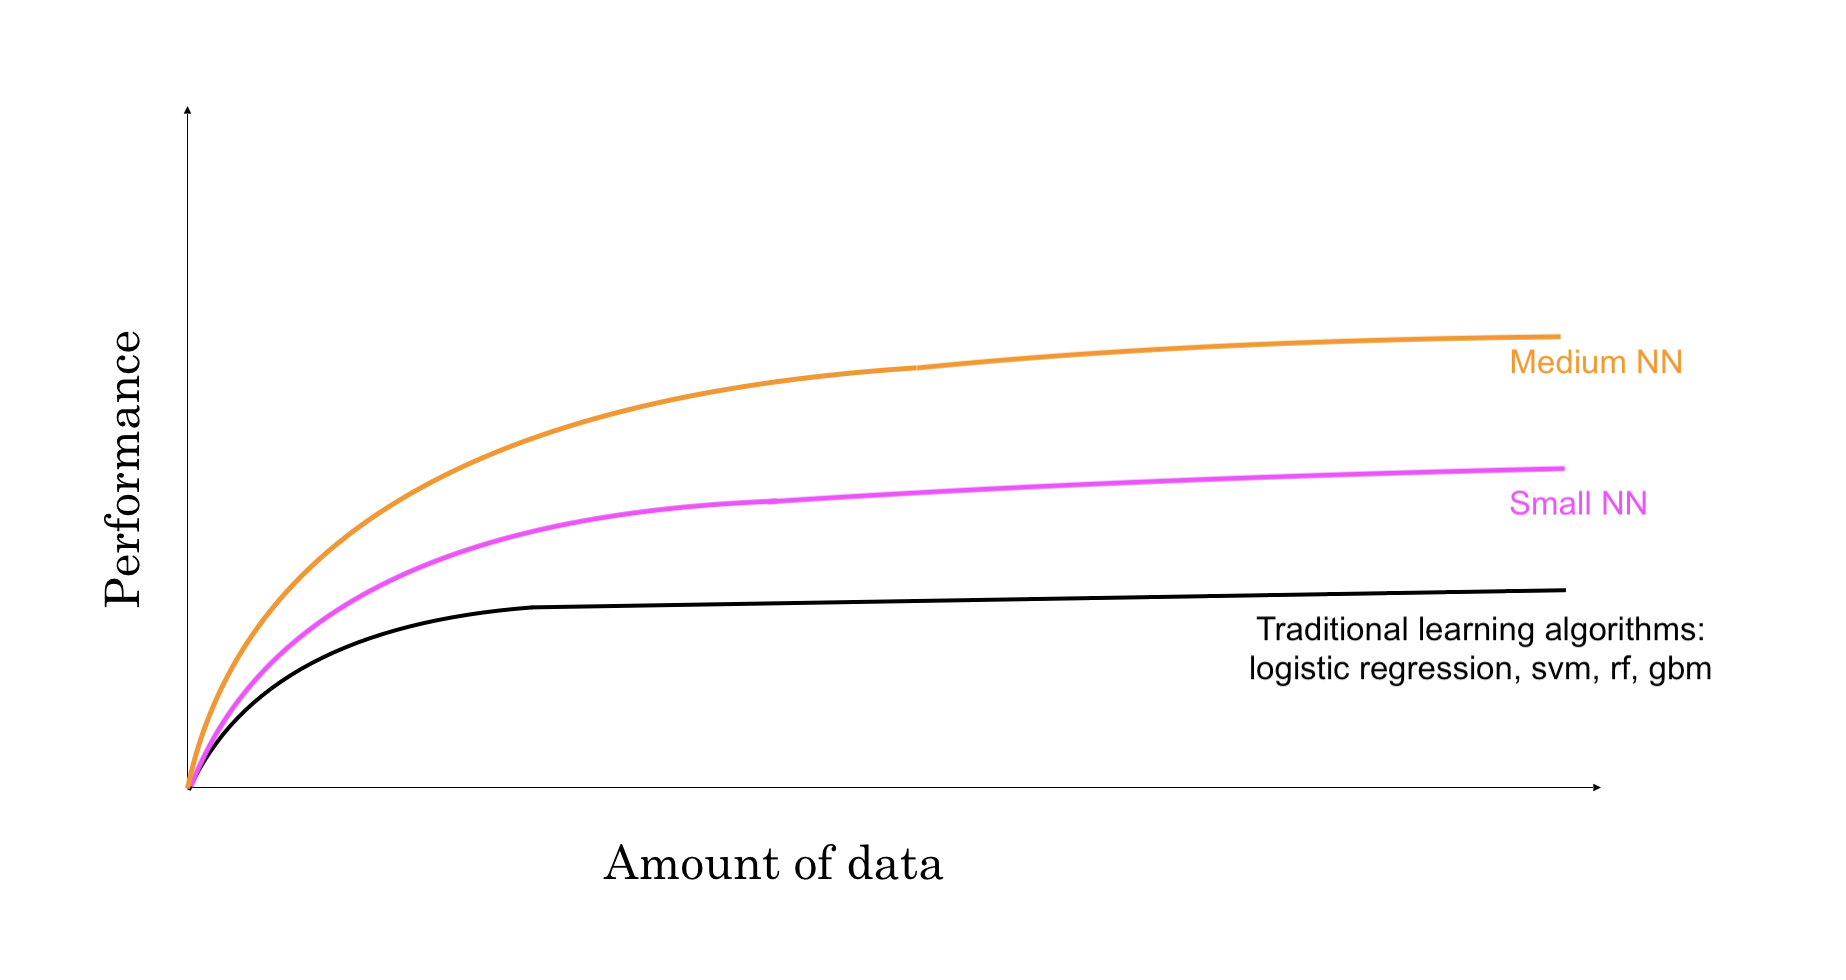 Performance
Medium NN
Small NN
Traditional learning algorithms:
logistic regression, svm, rf, gbm
Amount of data